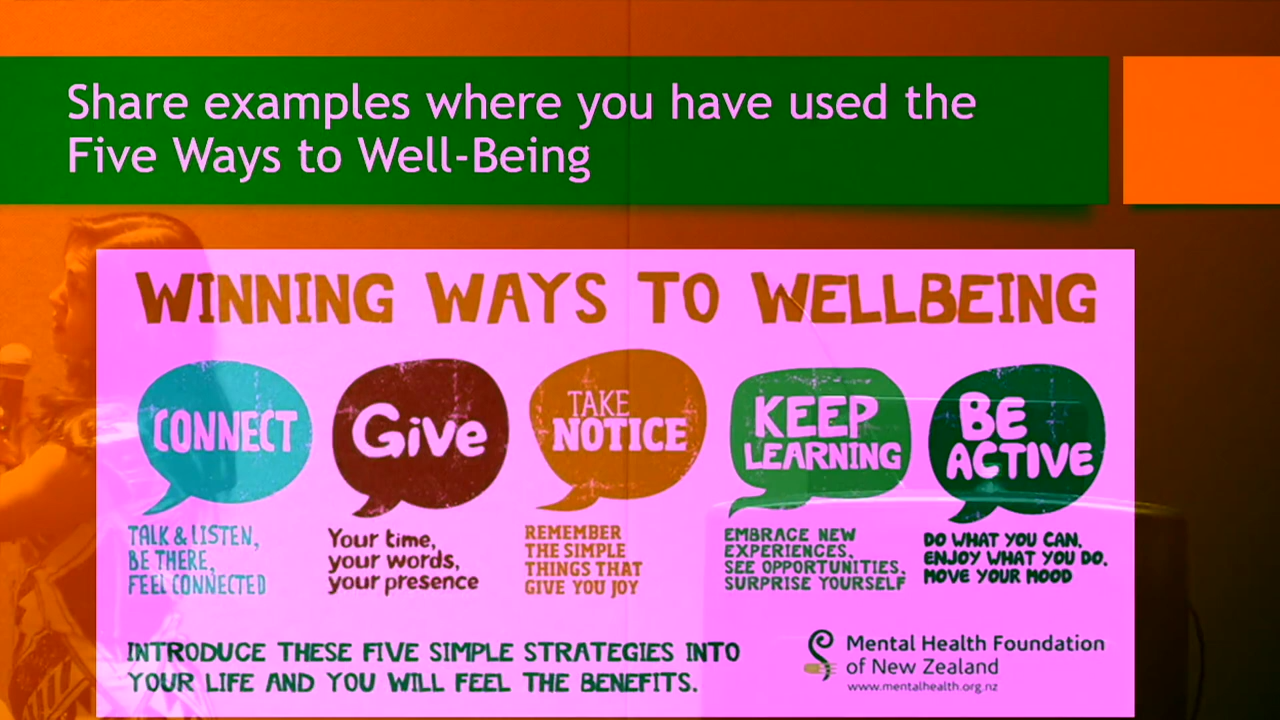 Share examples where you have used the
Five Ways to Well-Being
WINNING WAYS TO WELLBEING
CONNECT
TALK & LISTEN,
BE THERE,
FEEL CONNECTED
Give
Your time,
your words,
your presence
TAKE
NOTICE
REMEMBER
THE SIMPLE
THINGS THAT
GIVE YOU JOY
KEEP
LEARNING
EMBRACE NEW
EXPERIENCES,
SEE OPPORTUNITIES,
SURPRISE YOURSELF
BE
ACTIVE
DO WHAT YOU CAN,
ENJOY WHAT YOU DO,
MOVE YOUR MOOD
INTRODUCE THESE FIVE SIMPLE STRATEGIES INTO
YOUR LIFE AND YOU WILL FEEL THE BENEFITS.
Mental Health Foundation
of New Zealand
www.mentalhealth.org.nz